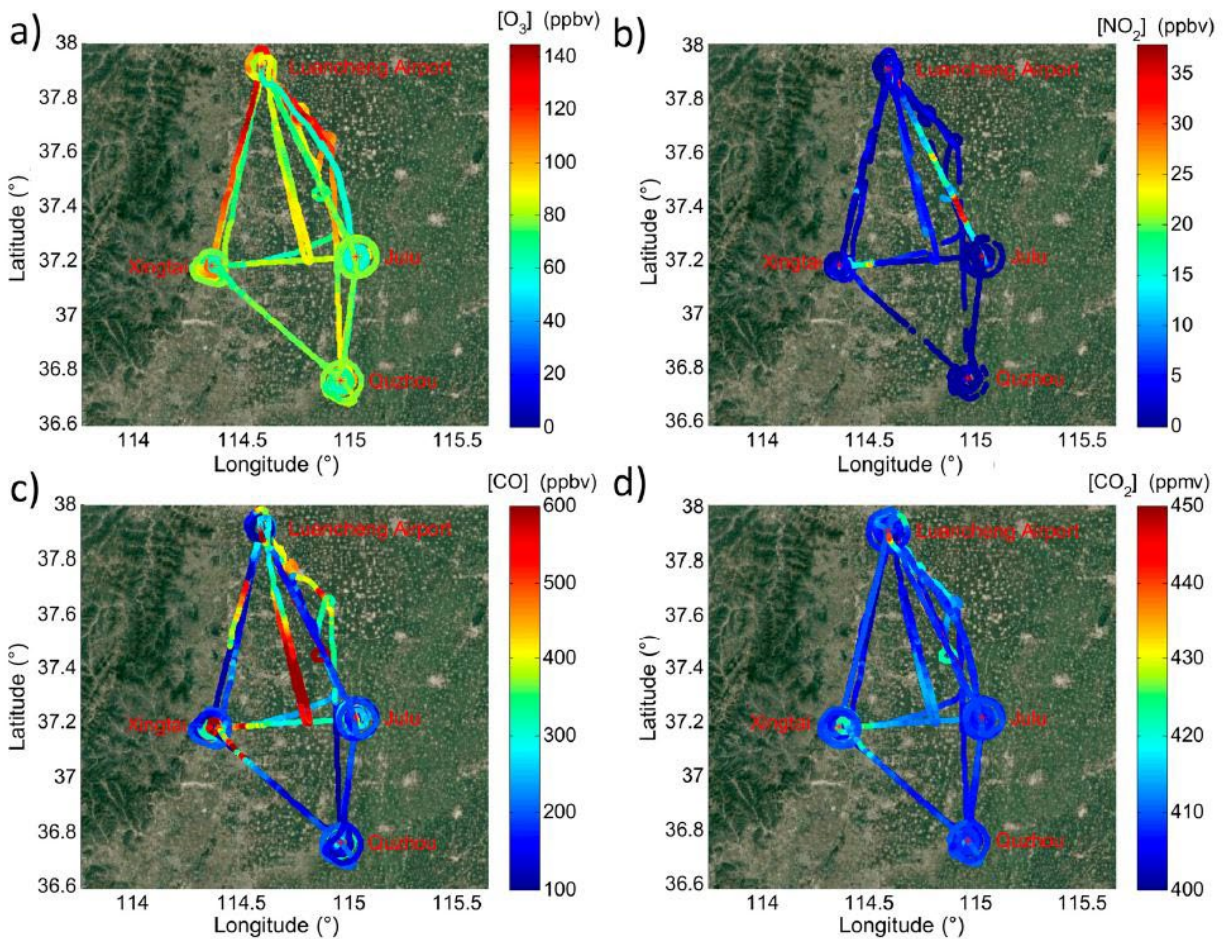 a)
[O₃] (ppbv)
38
37.8
37.6
37.4
37.2
37
36.8
36.6
Latitude (°)
114
114.5
115
115.5
Longitude (°)
Luancheng Airport
Xingtai
Julu
Quzhou
140
120
100
80
60
40
20
0
b)
[NO₂] (ppbv)
38
37.8
37.6
37.4
37.2
37
36.8
36.6
Latitude (°)
114
114.5
115
115.5
Longitude (°)
Luancheng Airport
Xingtai
Julu
Quzhou
35
30
25
20
15
10
5
0
c)
[CO] (ppbv)
38
37.8
37.6
37.4
37.2
37
36.8
36.6
Latitude (°)
114
114.5
115
115.5
Longitude (°)
Luancheng Airport
Xingtai
Julu
Quzhou
600
500
400
300
200
100
d)
[CO₂] (ppmv)
38
37.8
37.6
37.4
37.2
37
36.8
36.6
Latitude (°)
114
114.5
115
115.5
Longitude (°)
Luancheng Airport
Xingtai
Julu
Quzhou
450
440
430
420
410
400